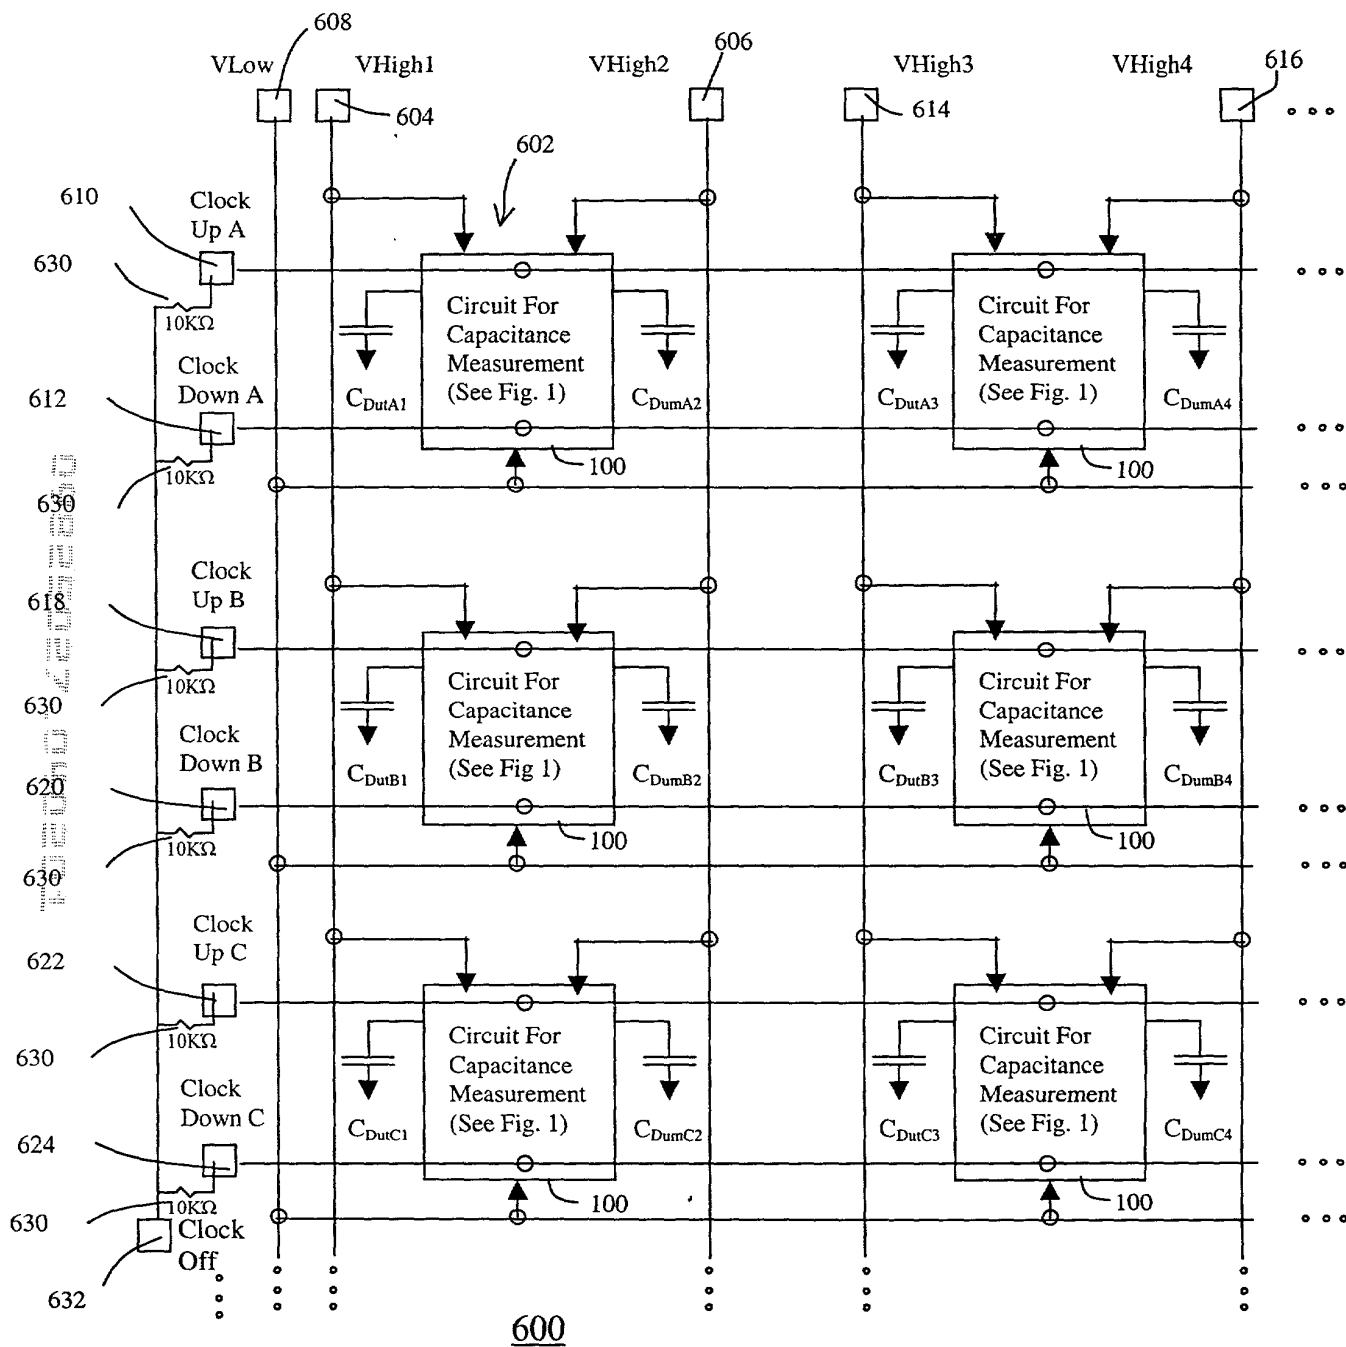 608
606
616
VLow
VHigh1
VHigh2
VHigh3
VHigh4
604
614
602
610
Clock
Up A
630
10KΩ
Circuit For
Capacitance
Measurement
(See Fig. 1)
Circuit For
Capacitance
Measurement
(See Fig. 1)
Clock
Down A
612
CDutA1
CDumA2
CDutA3
CDumA4
10KΩ
630
100
100
Clock
Up B
618
10KΩ
630
Circuit For
Capacitance
Measurement
(See Fig 1)
Circuit For
Capacitance
Measurement
(See Fig. 1)
Clock
Down B
620
CDutB1
CDumB2
CDutB3
CDumB4
10KΩ
630
100
100
Clock
Up C
622
10KΩ
630
Circuit For
Capacitance
Measurement
(See Fig. 1)
Circuit For
Capacitance
Measurement
(See Fig. 1)
Clock
Down C
624
CDutC1
CDumC2
CDutC3
CDumC4
10KΩ
630
100
100
Clock
Off
632
600